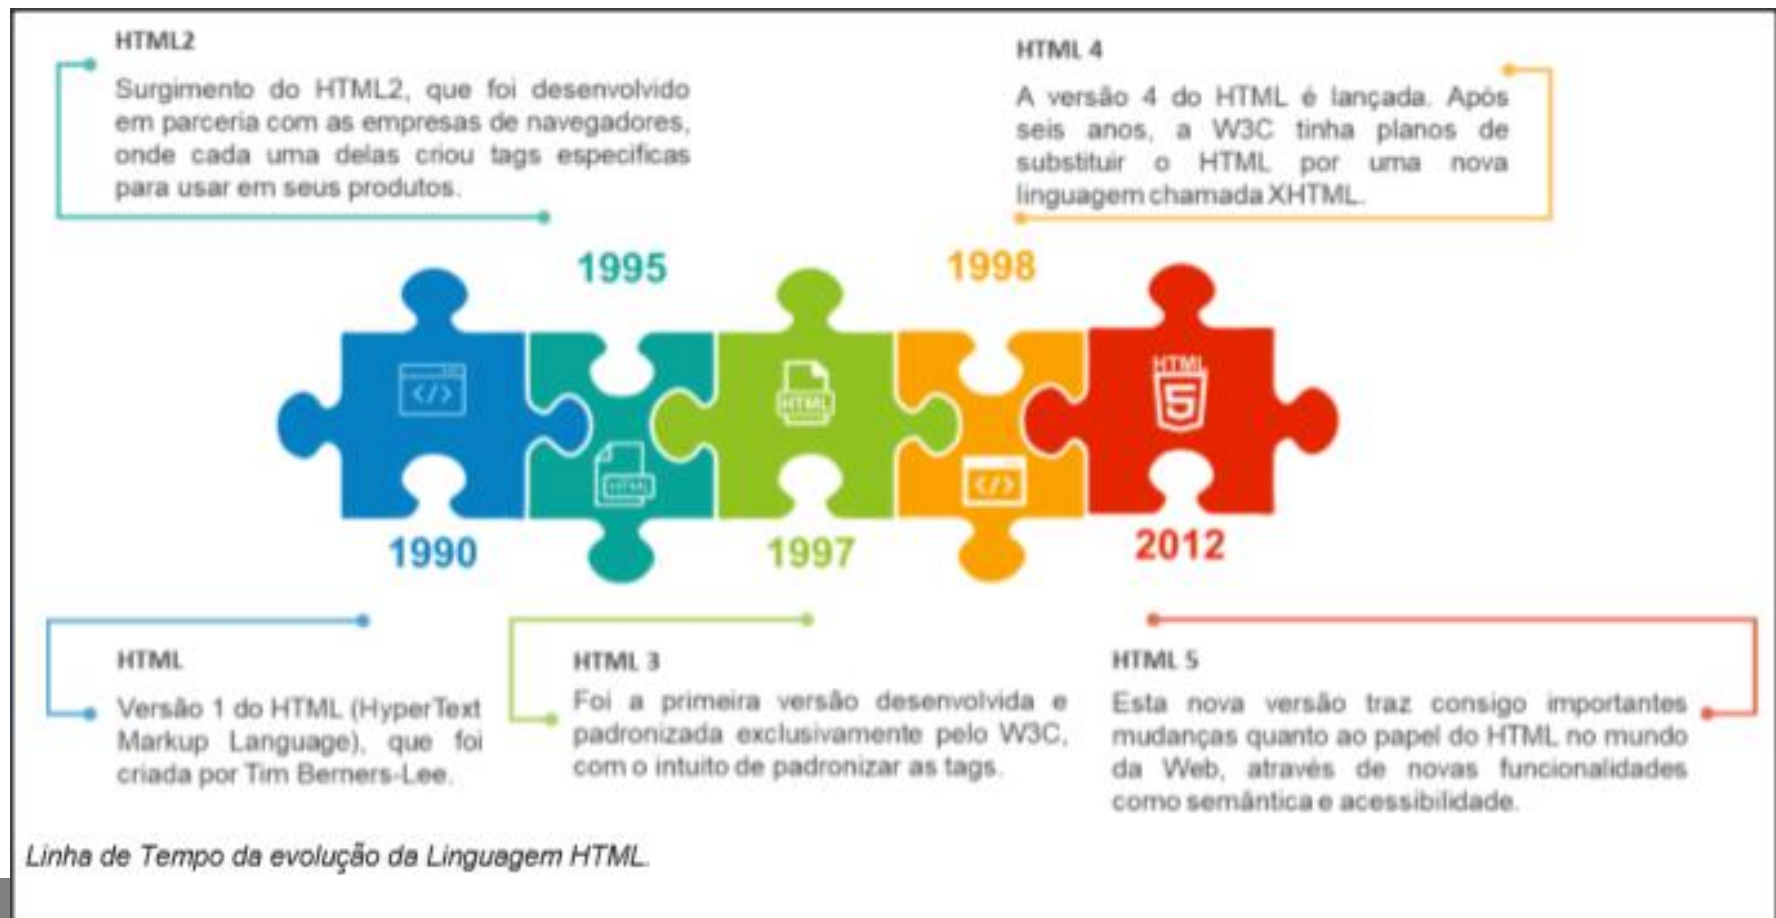 HTML2
Surgimento do HTML2, que foi desenvolvido
em parceria com as empresas de navegadores,
onde cada uma delas criou tags especificas
para usar em seus produtos.
HTML 4
A versão 4 do HTML é lançada. Após
seis anos, a W3C tinha planos de
substituir o HTML por uma nova
linguagem chamada XHTML.
1995
1998
</>
HTML
HTML
</>
HTML
5
1990
1997
2012
HTML
Versão 1 do HTML (HyperText
Markup Language), que foi
criada por Tim Berners-Lee.
HTML 3
Foi a primeira versão desenvolvida e
padronizada exclusivamente pelo W3C,
com o intuito de padronizar as tags.
HTML 5
Esta nova versão traz consigo importantes
mudanças quanto ao papel do HTML no mundo
da Web, através de novas funcionalidades
como semântica e acessibilidade.
Linha de Tempo da evolução da Linguagem HTML.